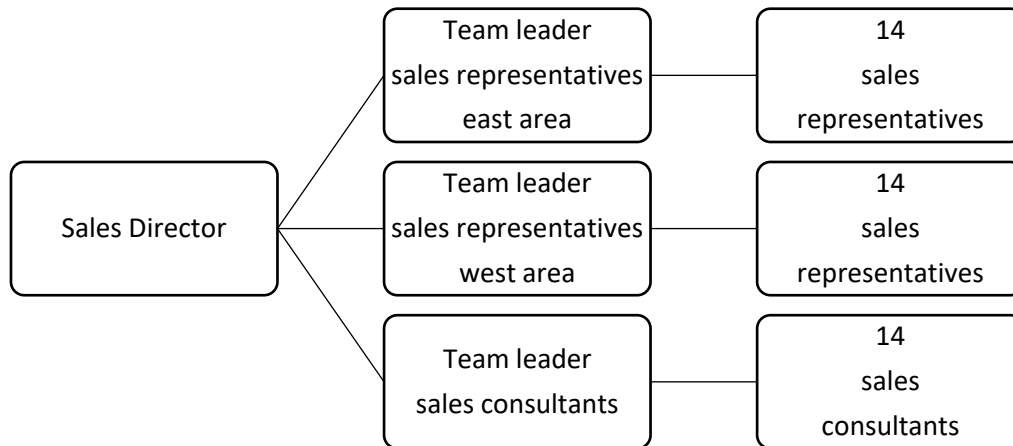 Sales Director
Team leader
sales representatives
east area
14
sales
representatives
Team leader
sales representatives
west area
14
sales
representatives
Team leader
sales consultants
14
sales
consultants